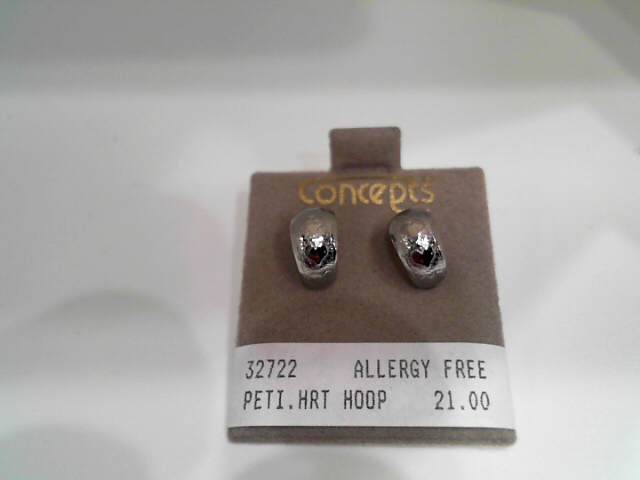 Concepts
32722 ALLERGY FREE
PETI.HRT HOOP 21.00